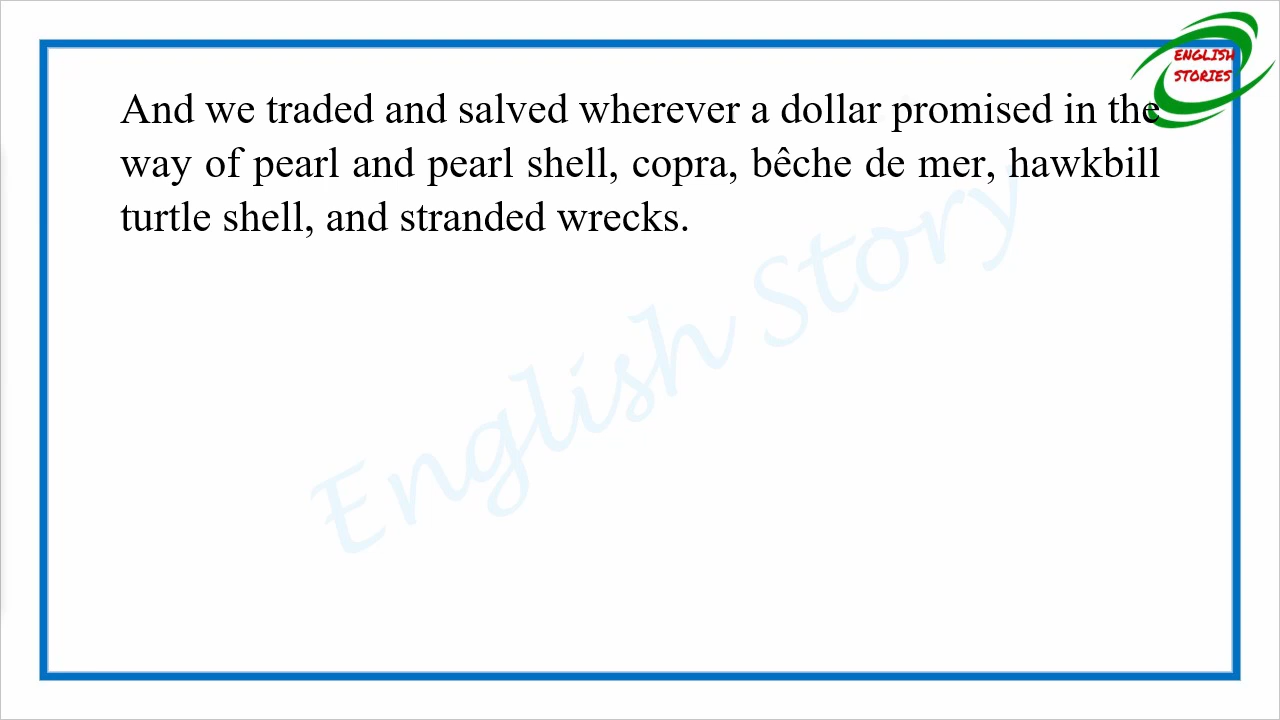 ENGLISH
STORIES
And we traded and salved wherever a dollar promised in the
way of pearl and pearl shell, copra, bêche de mer, hawkbill
turtle shell, and stranded wrecks.
English Story